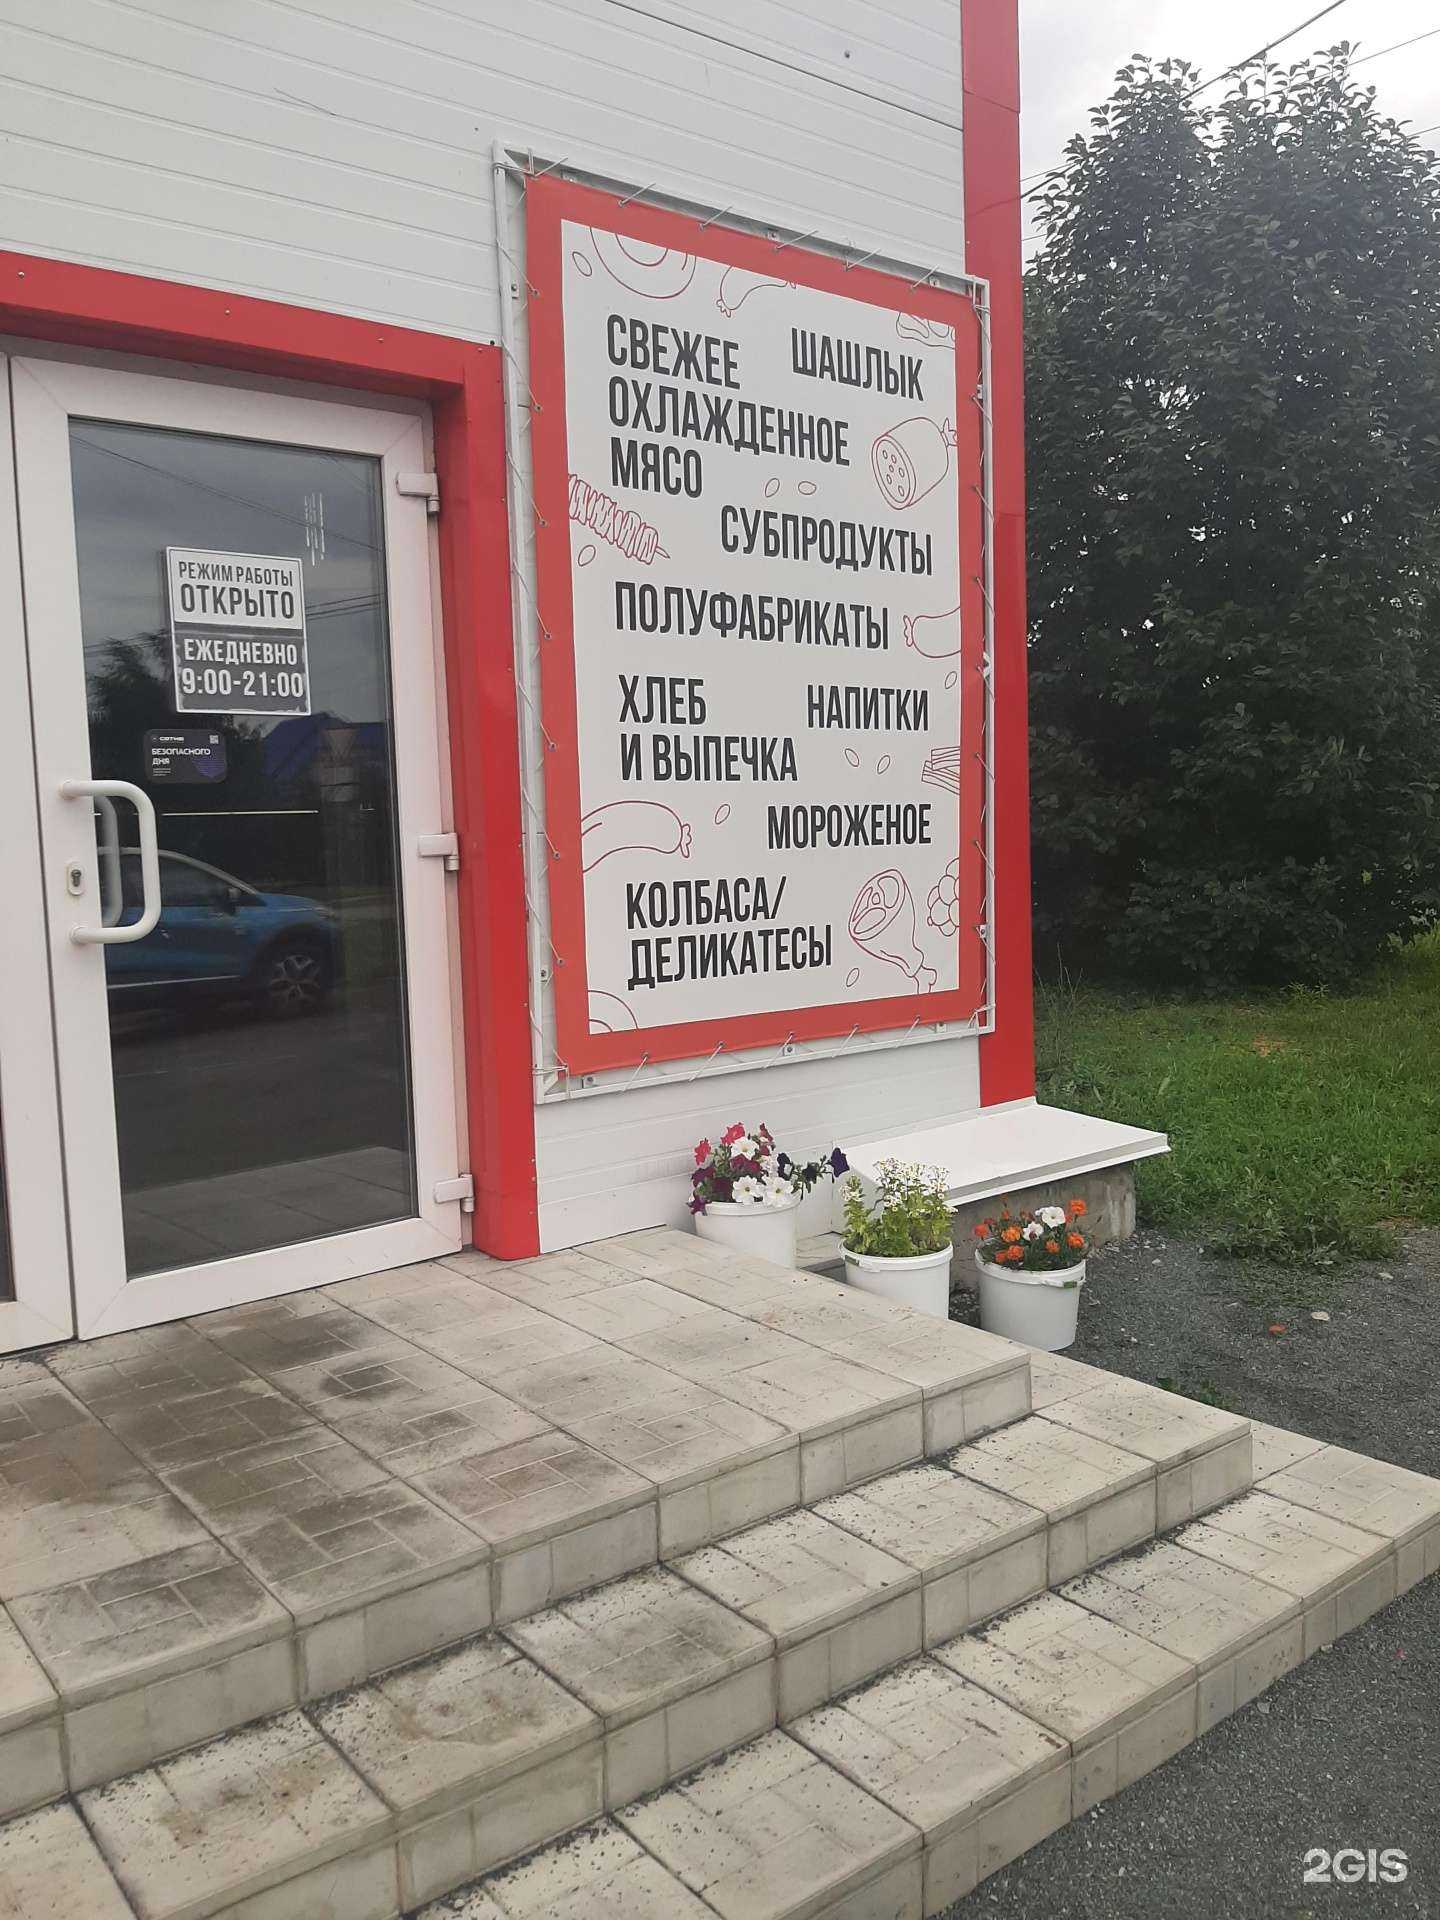 СВЕЖЕЕ
ОХЛАЖДЕННОЕ
МЯСО
ШАШЛЫК
СУБПРОДУКТЫ
ПОЛУФАБРИКАТЫ
ХЛЕБ
И ВЫПЕЧКА
НАПИТКИ
МОРОЖЕНОЕ
КОЛБАСА/
ДЕЛИКАТЕСЫ
РЕЖИМ РАБОТЫ
ОТКРЫТО
ЕЖЕДНЕВНО
9:00-21:00
БЕЗОПАСНОГО
ДНЯ
2GIS